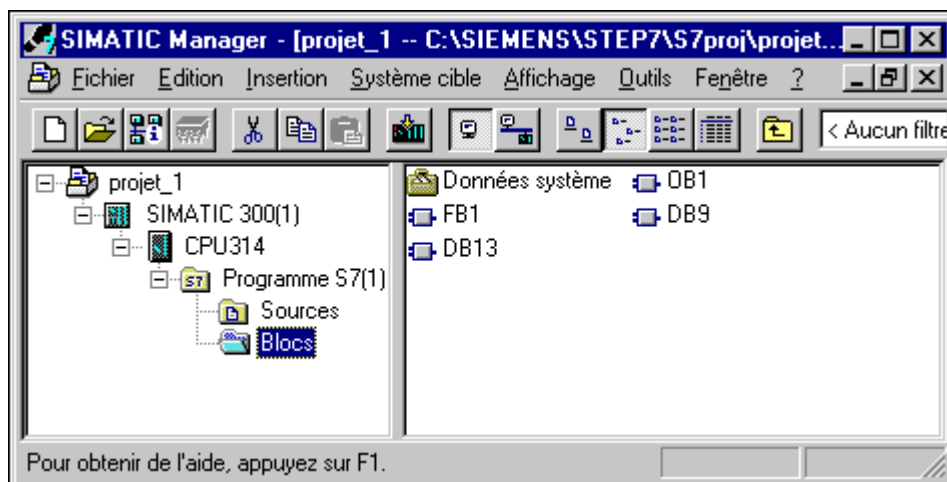 SIMATIC Manager - [projet_1 -- C:\SIEMENS\STEP7\S7proj\projet...
Fichier Edition Insertion Système cible Affichage Outils Fenêtre ?
< Aucun filtre
projet_1
SIMATIC 300(1)
CPU314
Programme S7(1)
Sources
Blocs
Données système OB1
FB1 DB9
DB13
Pour obtenir de l'aide, appuyez sur F1.